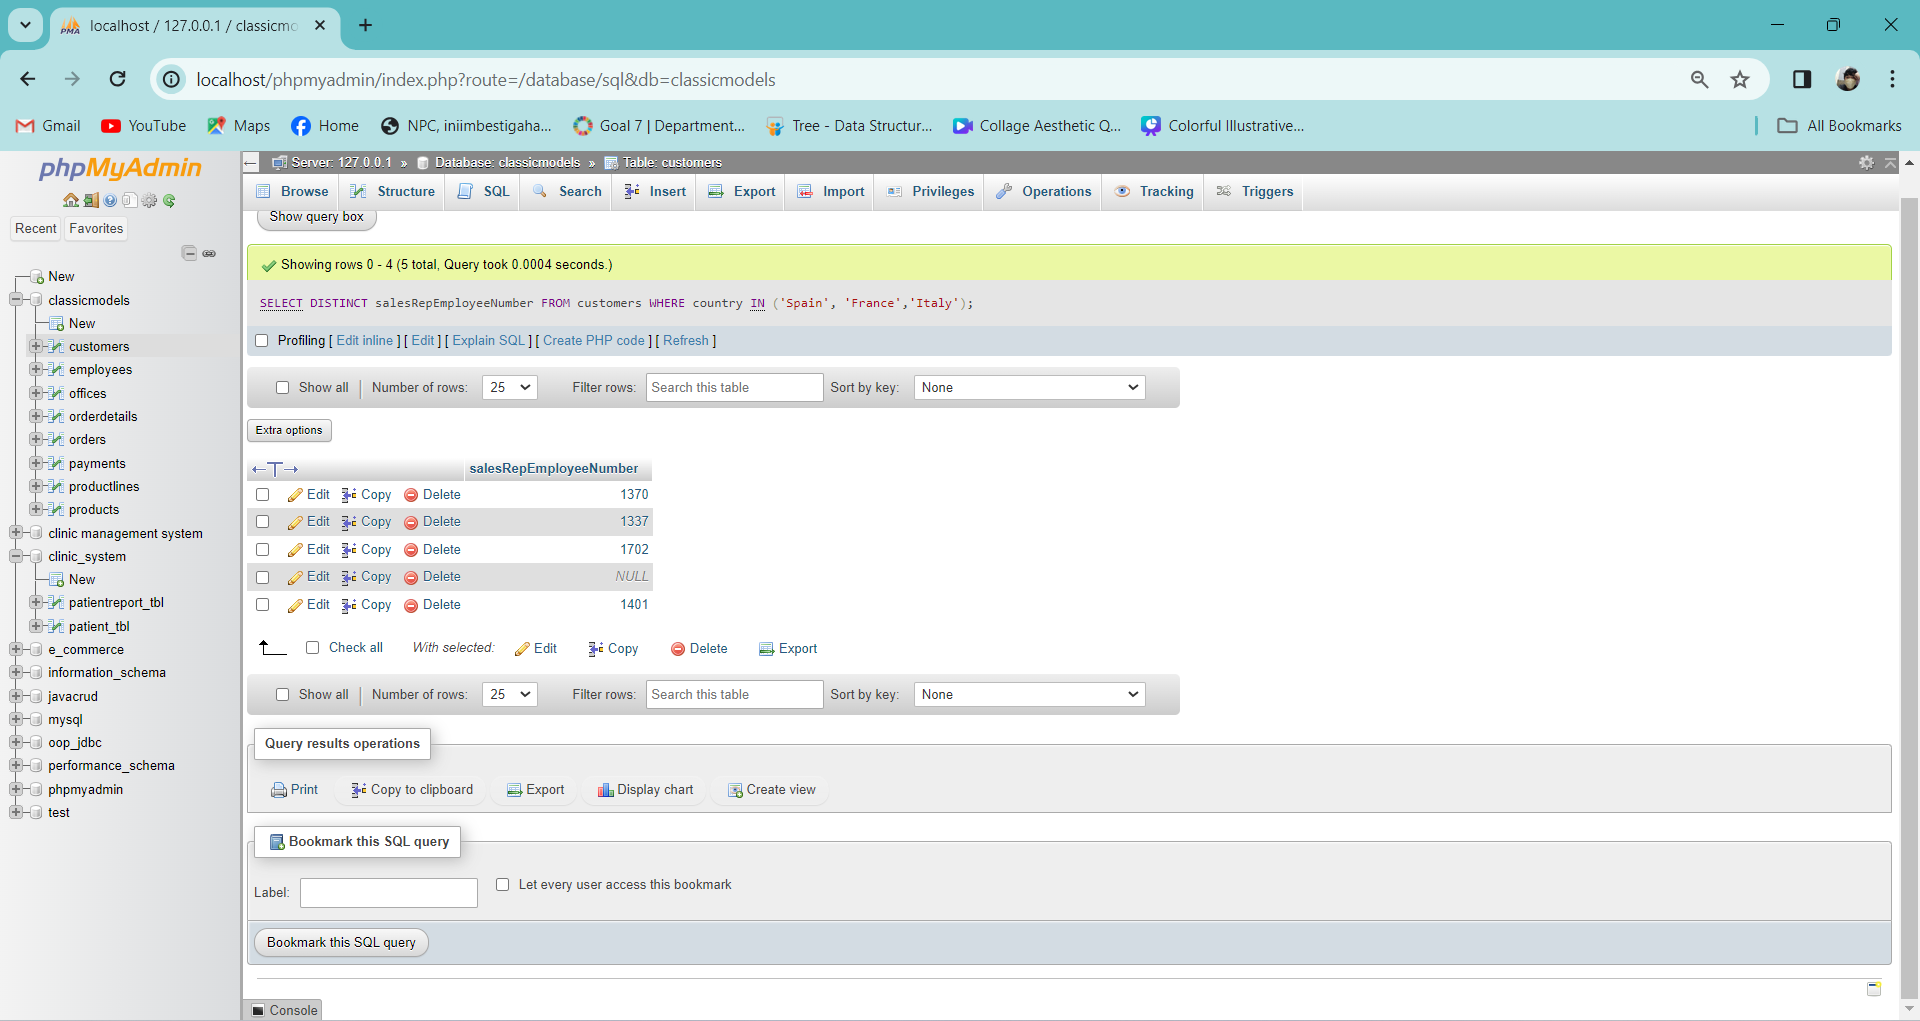 localhost / 127.0.0.1 / classicmo
localhost/phpmyadmin/index.php?route=/database/sql&db=classicmodels
Gmail YouTube Maps Home NPC, iniimbestigaha... Goal 7 | Department... Tree - Data Structur... Collage Aesthetic Q... Colorful Illustrative... All Bookmarks
phpMyAdmin
Recent Favorites
New
classicmodels
New
customers
employees
offices
orderdetails
orders
payments
productlines
products
clinic management system
clinic_system
New
patientreport_tbl
patient_tbl
e_commerce
information_schema
javacrud
mysql
oop_jdbc
performance_schema
phpmyadmin
test
Server: 127.0.0.1 » Database: classicmodels » Table: customers
Browse Structure SQL Search Insert Export Import Privileges Operations Tracking Triggers
Show query box
Showing rows 0 - 4 (5 total, Query took 0.0004 seconds.)
SELECT DISTINCT salesRepEmployeeNumber FROM customers WHERE country IN ('Spain', 'France','Italy');
Profiling [ Edit inline ] [ Edit ] [ Explain SQL ] [ Create PHP code ] [ Refresh ]
Show all | Number of rows: 25 Filter rows: Search this table Sort by key: None
Extra options
←T→ salesRepEmployeeNumber
Edit Copy Delete 1370
Edit Copy Delete 1337
Edit Copy Delete 1702
Edit Copy Delete NULL
Edit Copy Delete 1401
Check all With selected: Edit Copy Delete Export
Show all | Number of rows: 25 Filter rows: Search this table Sort by key: None
Query results operations
Print Copy to clipboard Export Display chart Create view
Bookmark this SQL query
Label: Let every user access this bookmark
Bookmark this SQL query
Console